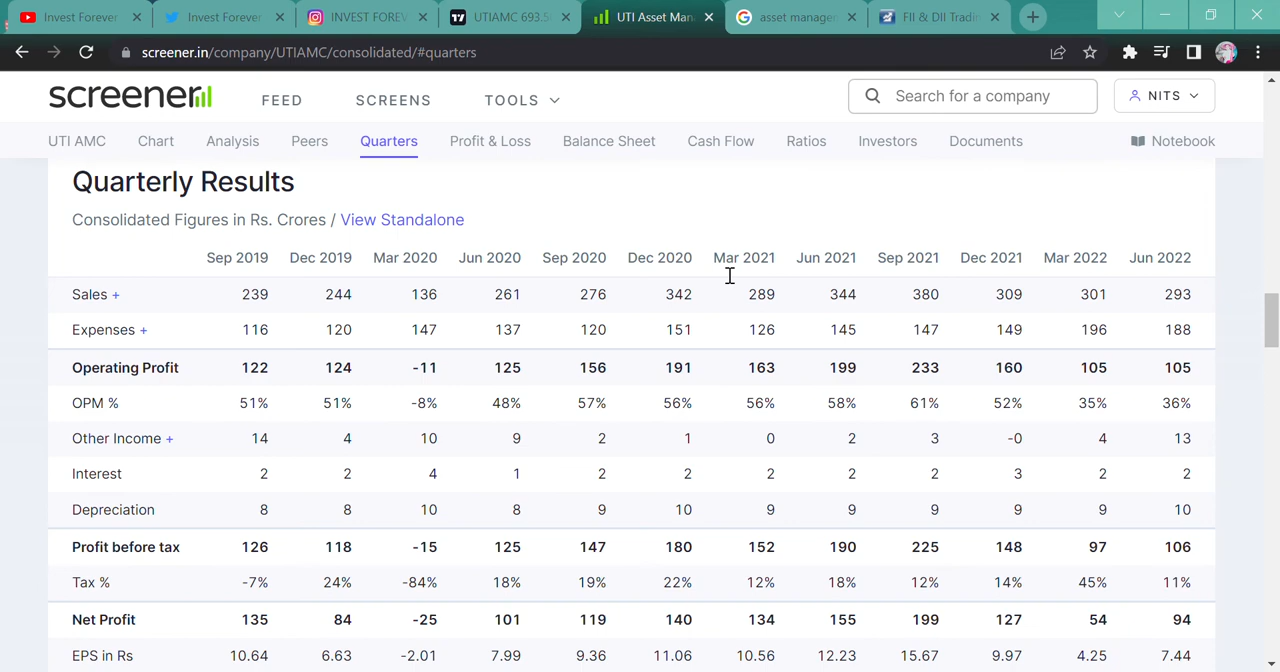 Invest Forever
Invest Forever
INVEST FOREV
UTIAMC 693.5
UTI Asset Man
asset manager
FII & DII Tradin
screener.in/company/UTIAMC/consolidated/#quarters
screener
FEED
SCREENS
TOOLS
Search for a company
NITS
UTI AMC Chart Analysis Peers Quarters Profit & Loss Balance Sheet Cash Flow Ratios Investors Documents Notebook
Quarterly Results
Consolidated Figures in Rs. Crores / View Standalone
Sep 2019 Dec 2019 Mar 2020 Jun 2020 Sep 2020 Dec 2020 Mar 2021 Jun 2021 Sep 2021 Dec 2021 Mar 2022 Jun 2022
Sales + 239 244 136 261 276 342 289 344 380 309 301 293
Expenses + 116 120 147 137 120 151 126 145 147 149 196 188
Operating Profit 122 124 -11 125 156 191 163 199 233 160 105 105
OPM % 51% 51% -8% 48% 57% 56% 56% 58% 61% 52% 35% 36%
Other Income + 14 4 10 9 2 1 0 2 3 -0 4 13
Interest 2 2 4 1 2 2 2 2 2 3 2 2
Depreciation 8 8 10 8 9 10 9 9 9 9 9 10
Profit before tax 126 118 -15 125 147 180 152 190 225 148 97 106
Tax % -7% 24% -84% 18% 19% 22% 12% 18% 12% 14% 45% 11%
Net Profit 135 84 -25 101 119 140 134 155 199 127 54 94
EPS in Rs 10.64 6.63 -2.01 7.99 9.36 11.06 10.56 12.23 15.67 9.97 4.25 7.44